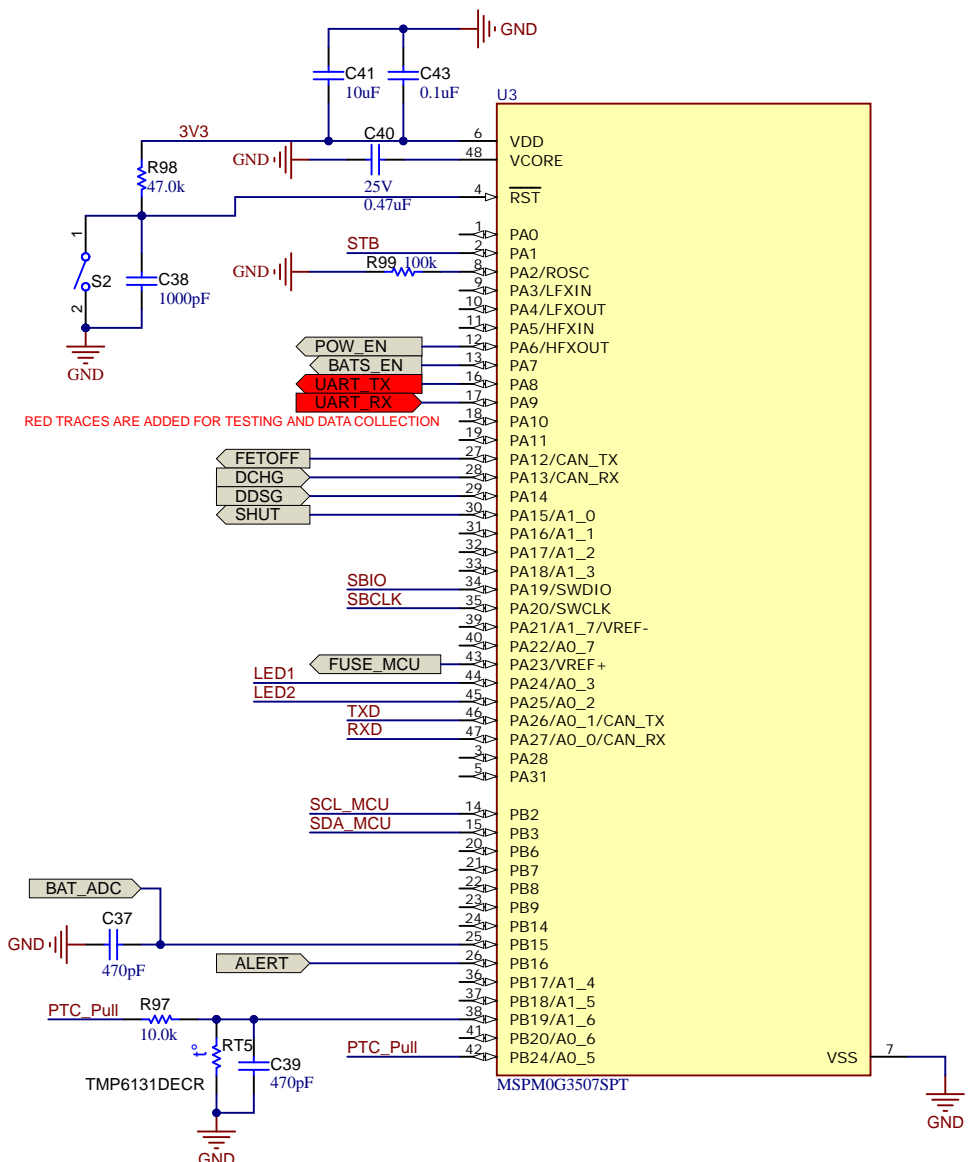 GND
C41
10uF
C43
0.1uF
U3
3V3
C40
6
VDD
GND
48
VCORE
R98
47.0k
25V
0.47uF
4
RST
1
S2
2
C38
1000pF
GND
1
PA0
STB
2
PA1
GND
R99
100k
8
PA2/ROSC
9
PA3/LFXIN
10
PA4/LFXOUT
11
PA5/HFXIN
POW_EN
12
PA6/HFXOUT
BATS_EN
13
PA7
UART_TX
16
PA8
UART_RX
17
PA9
RED TRACES ARE ADDED FOR TESTING AND DATA COLLECTION
18
PA10
19
PA11
FETOFF
27
PA12/CAN_TX
DCHG
28
PA13/CAN_RX
DDSG
29
PA14
SHUT
30
PA15/A1_0
31
PA16/A1_1
32
PA17/A1_2
33
PA18/A1_3
SBIO
34
PA19/SWDIO
SBCLK
35
PA20/SWCLK
39
PA21/A1_7/VREF-
40
PA22/A0_7
FUSE_MCU
43
PA23/VREF+
LED1
44
PA24/A0_3
LED2
45
PA25/A0_2
TXD
46
PA26/A0_1/CAN_TX
RXD
47
PA27/A0_0/CAN_RX
3
PA28
5
PA31
SCL_MCU
14
PB2
SDA_MCU
15
PB3
20
PB6
21
PB7
22
PB8
BAT_ADC
23
PB9
24
PB14
C37
GND
470pF
25
PB15
ALERT
26
PB16
36
PB17/A1_4
37
PB18/A1_5
PTC_Pull
R97
10.0k
38
PB19/A1_6
41
PB20/A0_6
PTC_Pull
42
PB24/A0_5
t°
RT5
TMP6131DECR
C39
470pF
GND
VSS
7
MSPM0G3507SPT
GND